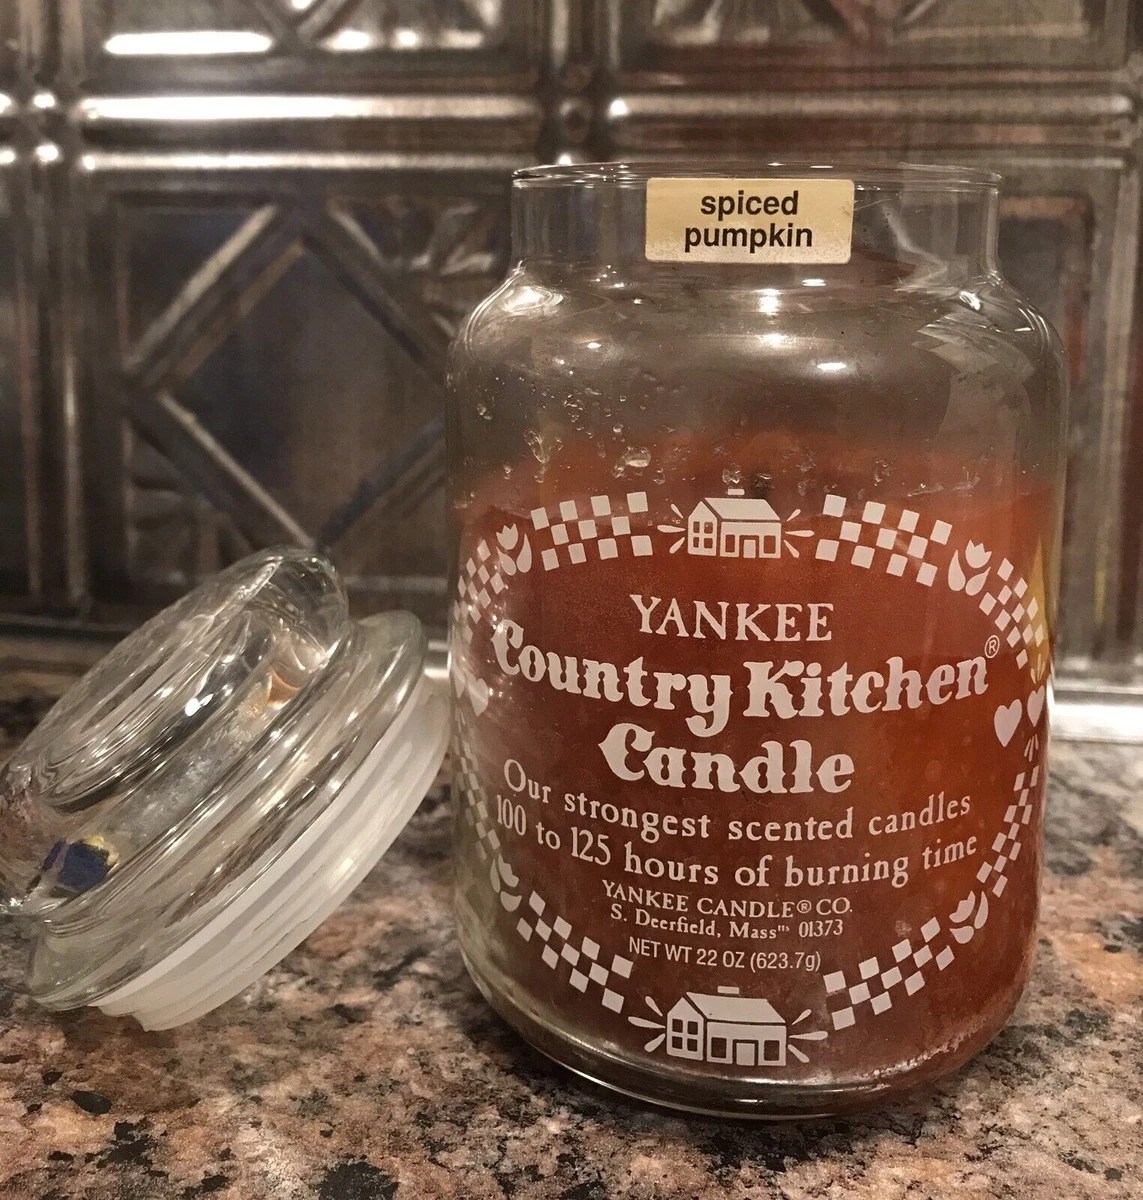 spiced
pumpkin
YANKEE
Country Kitchen®
Candle
Our strongest scented candles
100 to 125 hours of burning time
YANKEE CANDLE® CO.
S. Deerfield, Mass 01373
NET WT 22 OZ (623.7g)